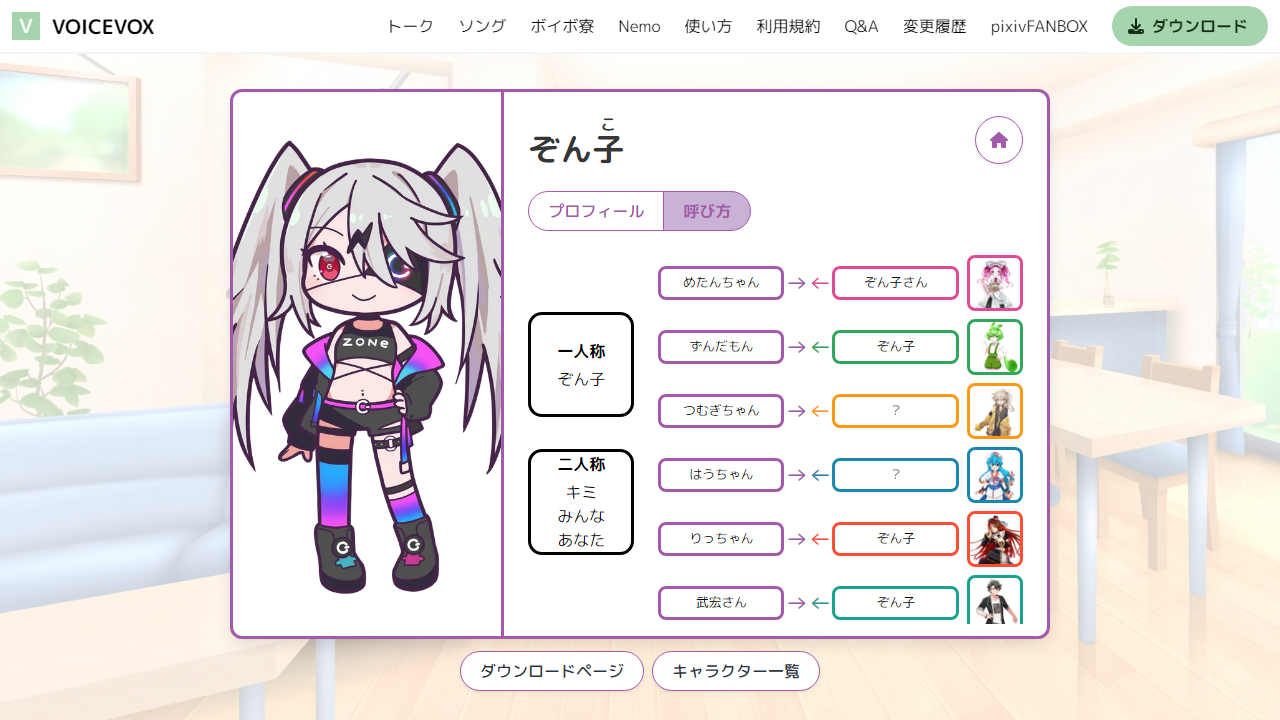 V VOICEVOX トーク ソング ボイボ寮 Nemo 使い方 利用規約 Q&A 変更履歴 pixivFANBOX ダウンロード
こ
ぞん子
プロフィール 呼び方
zone
一人称
ぞん子
二人称
キミ
みんな
あなた
めたんちゃん → ← ぞん子さん
ずんだもん → ← ぞん子
つむぎちゃん → ← ?
はうちゃん → ← ?
りっちゃん → ← ぞん子
武宏さん → ← ぞん子
ダウンロードページ キャラクター一覧